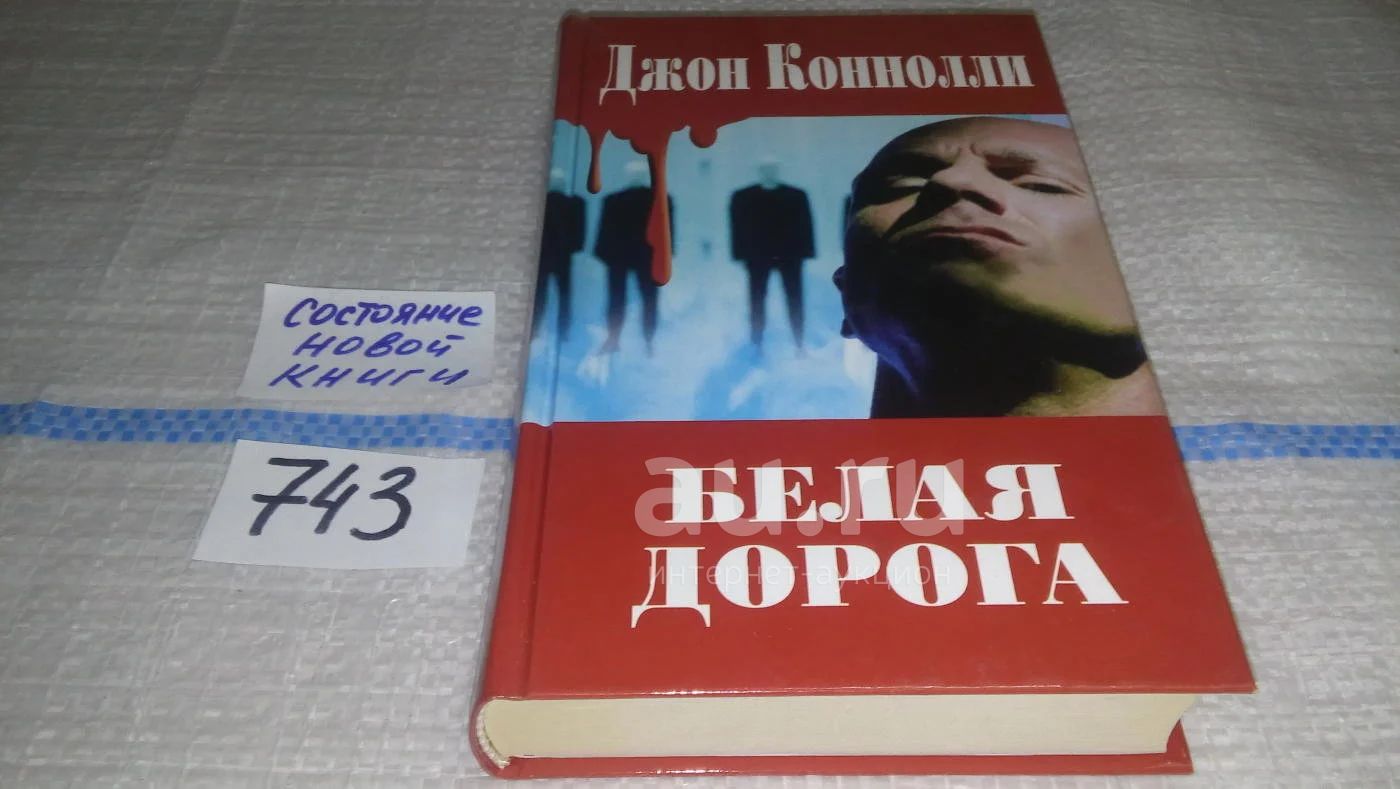 Джон Коннолли
Состояние
новой
книги
743
БЕЛАЯ
ДОРОГА
au.ru
интернет-аукцион